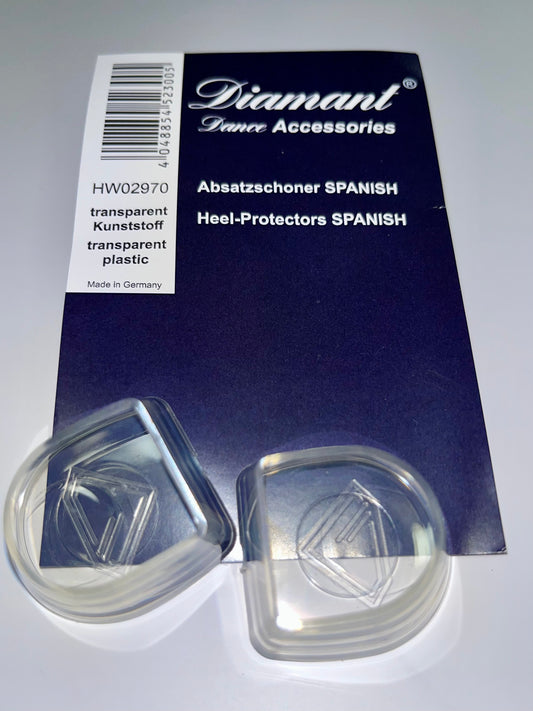 4 048854 523005
HW02970
transparent
Kunststoff
transparent
plastic
Made in Germany
Diamant®
Dance Accessories
Absatzschoner SPANISH
Heel-Protectors SPANISH